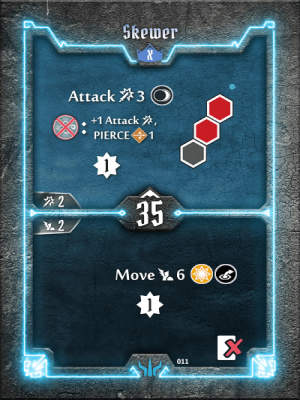 Skewer
X
Attack 3
+1 Attack ,
PIERCE 1
1
2
35
2
Move 6
1
011